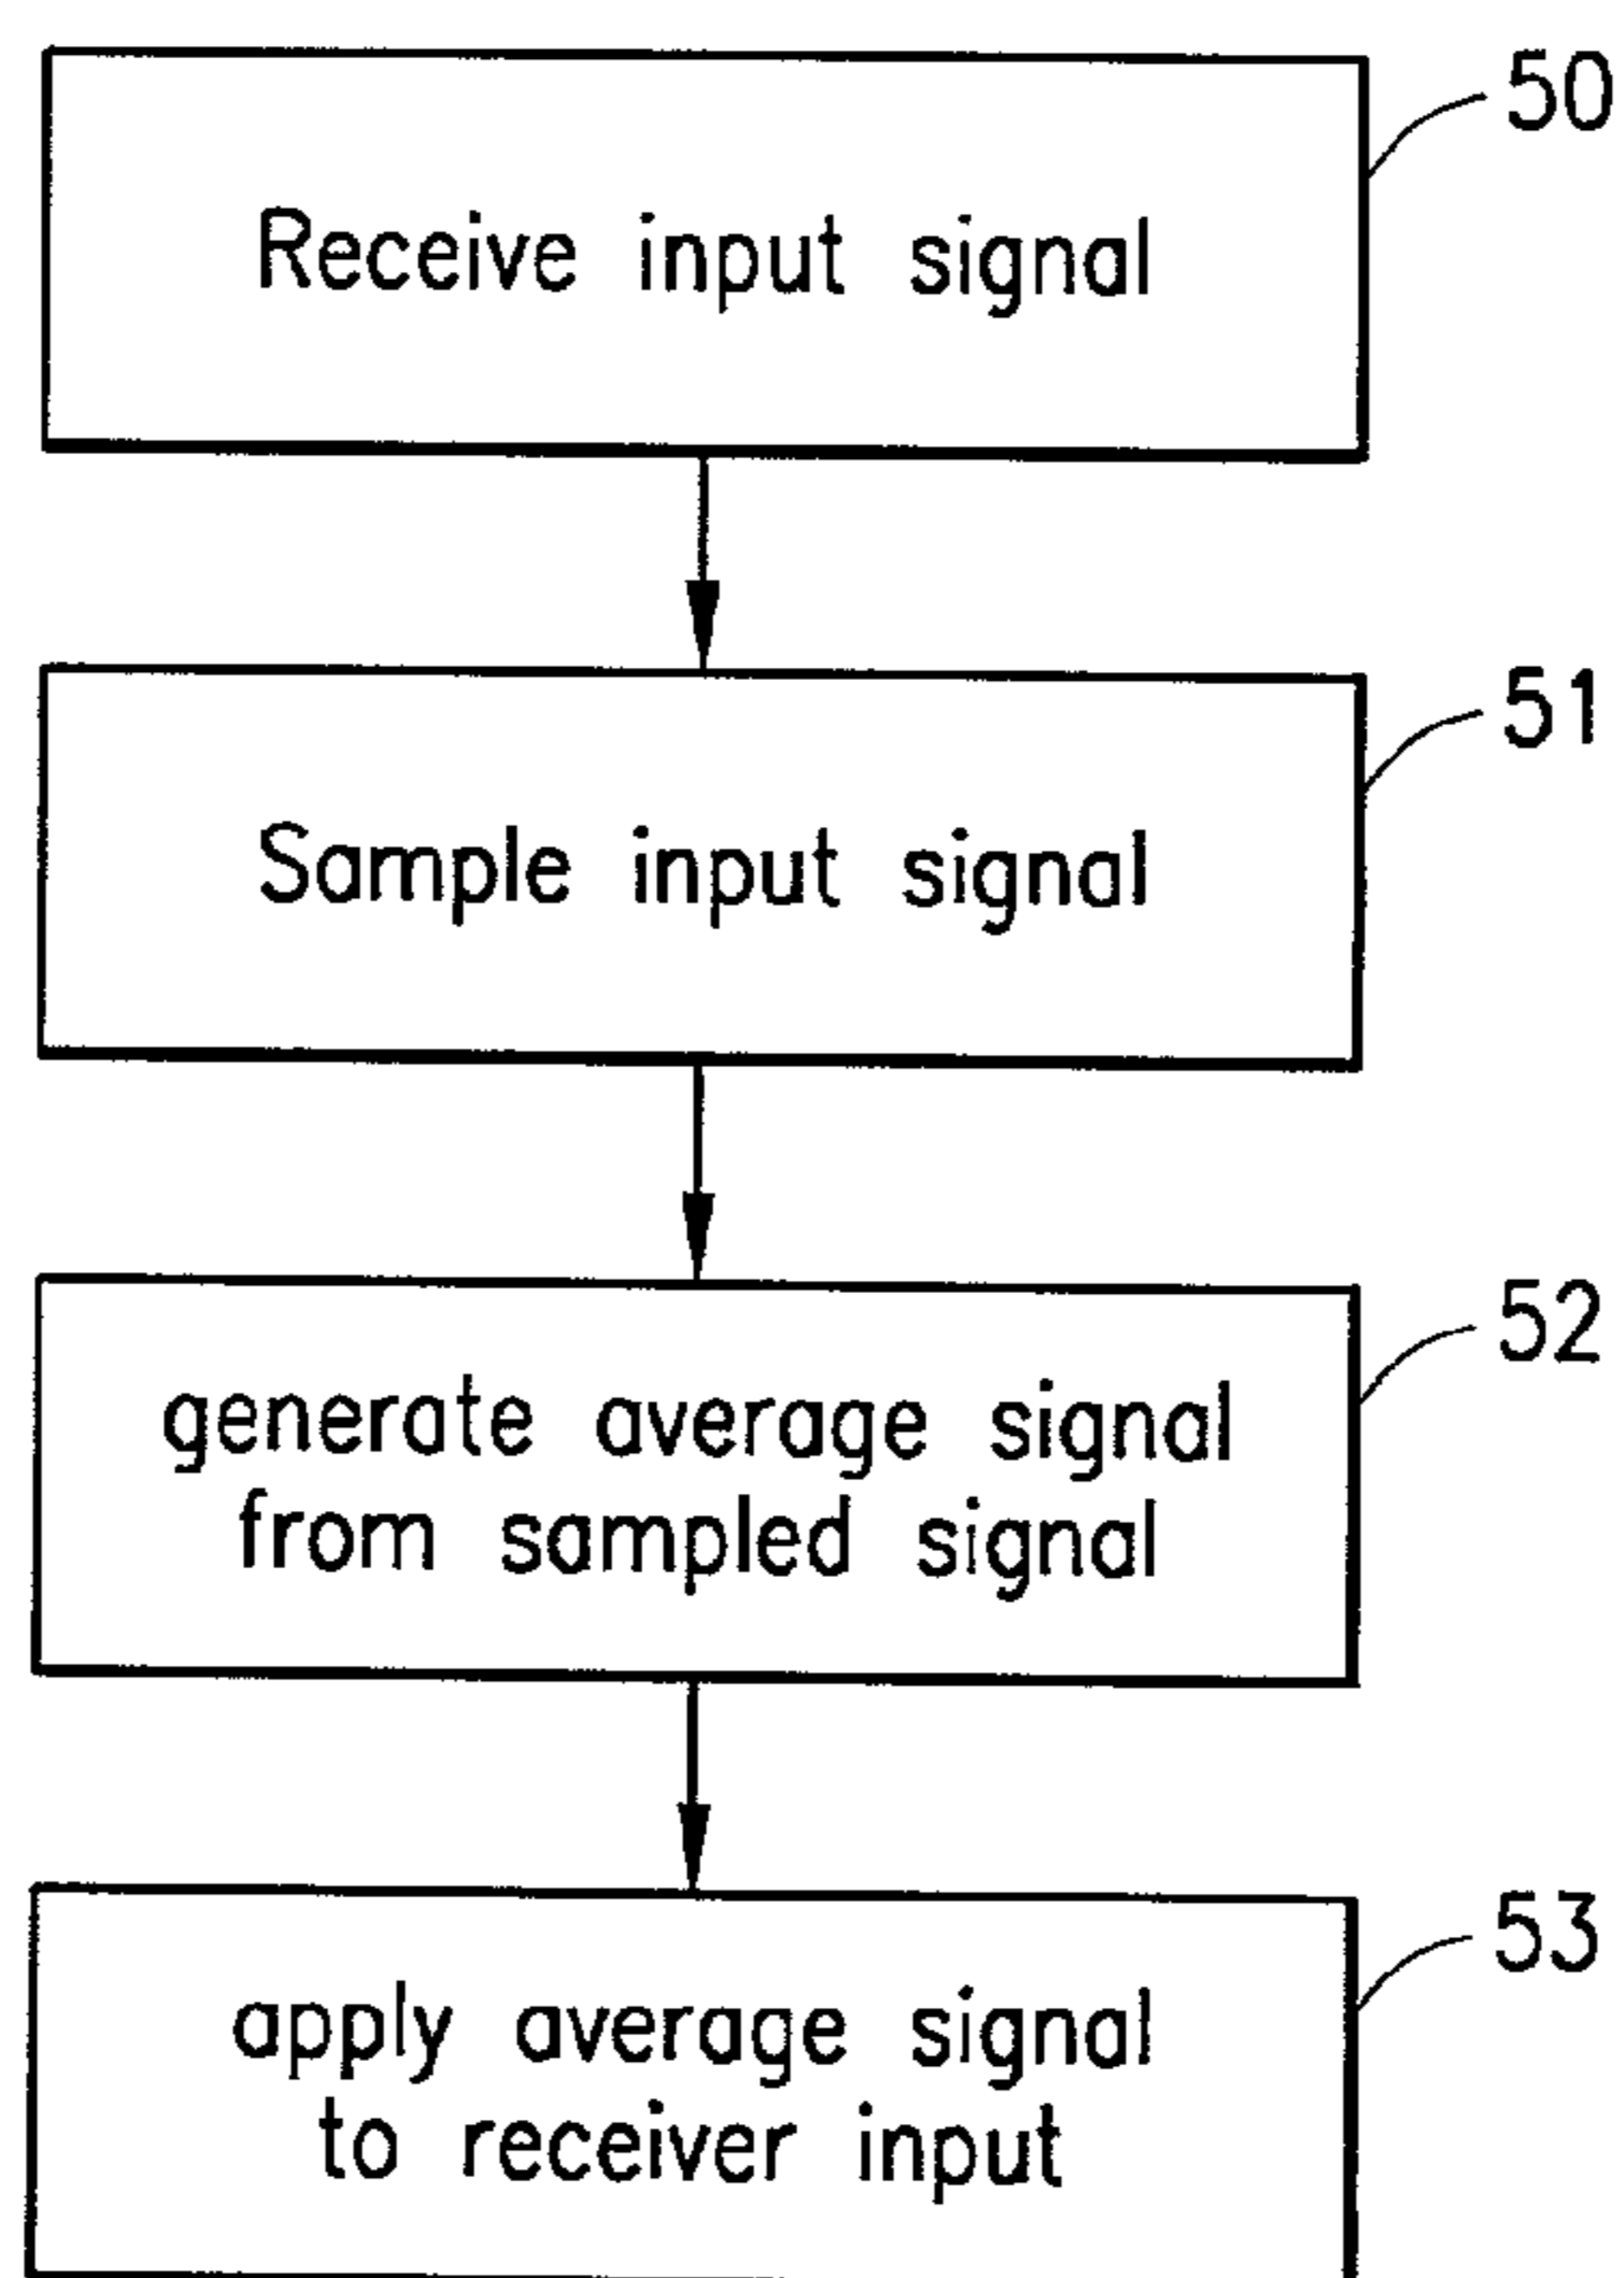 50
Receive input signal
51
Sample input signal
52
generate average signal
from sampled signal
53
apply average signal
to receiver input